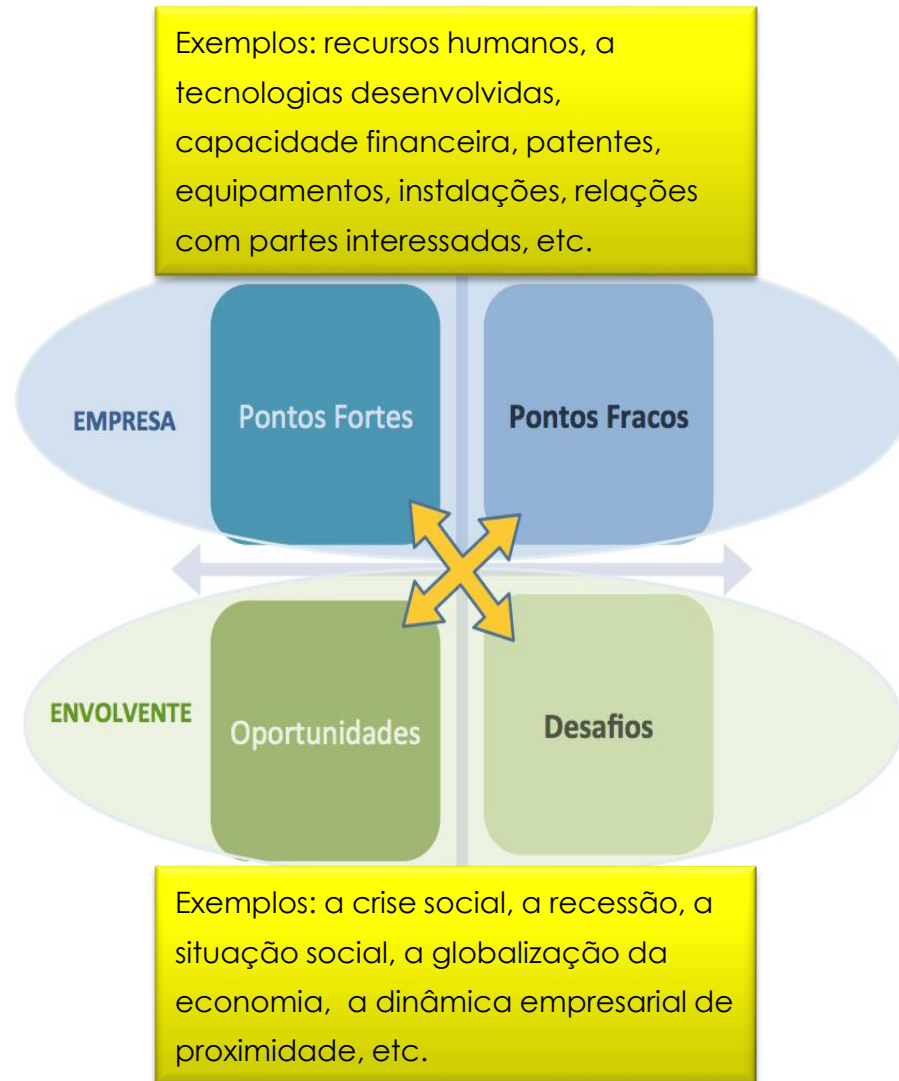 Exemplos: recursos humanos, a
tecnologias desenvolvidas,
capacidade financeira, patentes,
equipamentos, instalações, relações
com partes interessadas, etc.
EMPRESA
Pontos Fortes
Pontos Fracos
ENVOLVENTE
Oportunidades
Desafios
Exemplos: a crise social, a recessão, a
situação social, a globalização da
economia, a dinâmica empresarial de
proximidade, etc.